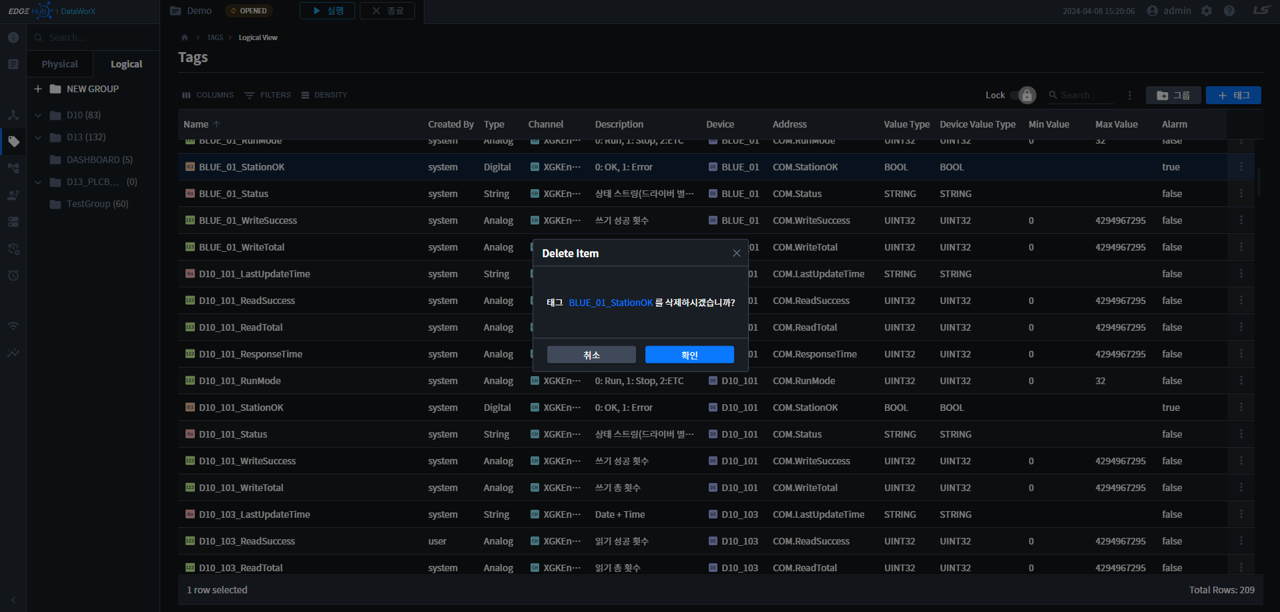 EDGE Hub | DataWorX
Demo OPENED 실행 종료 2024-04-08 15:20:06 admin LS
Search...
Physical Logical
NEW GROUP
D10 (83)
D13 (132)
DASHBOARD (5)
D13_PLCB... (0)
TestGroup (60)
TAGS Logical View
Tags
COLUMNS FILTERS DENSITY Lock Search... 그룹 태그
Name Created By Type Channel Description Device Address Value Type Device Value Type Min Value Max Value Alarm
BLUE_01_RunMode system Analog XGKEn... 0: Run, 1: Stop, 2:ETC BLUE_01 COM.RunMode UINT32 UINT32 0 32 false
BLUE_01_StationOK system Digital XGKEn... 0: OK, 1: Error BLUE_01 COM.StationOK BOOL BOOL true
BLUE_01_Status system String XGKEn... 상태 스트링(드라이버 별... BLUE_01 COM.Status STRING STRING false
BLUE_01_WriteSuccess system Analog XGKEn... 쓰기 성공 횟수 BLUE_01 COM.WriteSuccess UINT32 UINT32 0 4294967295 false
BLUE_01_WriteTotal system Analog 01 COM.WriteTotal UINT32 UINT32 0 4294967295 false
D10_101_LastUpdateTime system String 01 COM.LastUpdateTime STRING STRING false
D10_101_ReadSuccess system Analog 01 COM.ReadSuccess UINT32 UINT32 0 4294967295 false
D10_101_ReadTotal system Analog 01 COM.ReadTotal UINT32 UINT32 0 4294967295 false
D10_101_ResponseTime system Analog 01 COM.ResponseTime UINT32 UINT32 0 4294967295 false
D10_101_RunMode system Analog XGKEn... 0: Run, 1: Stop, 2:ETC D10_101 COM.RunMode UINT32 UINT32 0 32 false
D10_101_StationOK system Digital XGKEn... 0: OK, 1: Error D10_101 COM.StationOK BOOL BOOL true
D10_101_Status system String XGKEn... 상태 스트링(드라이버 별... D10_101 COM.Status STRING STRING false
D10_101_WriteSuccess system Analog XGKEn... 쓰기 성공 횟수 D10_101 COM.WriteSuccess UINT32 UINT32 0 4294967295 false
D10_101_WriteTotal system Analog XGKEn... 쓰기 총 횟수 D10_101 COM.WriteTotal UINT32 UINT32 0 4294967295 false
D10_103_LastUpdateTime system String XGKEn... Date + Time D10_103 COM.LastUpdateTime STRING STRING false
D10_103_ReadSuccess user Analog XGKEn... 읽기 성공 횟수 D10_103 COM.ReadSuccess UINT32 UINT32 0 4294967295 false
D10_103_ReadTotal system Analog XGKEn... 읽기 총 횟수 D10_103 COM.ReadTotal UINT32 UINT32 0 4294967295 false
1 row selected Total Rows: 209
Delete Item
태그 BLUE_01_StationOK 를 삭제하시겠습니까?
취소 확인